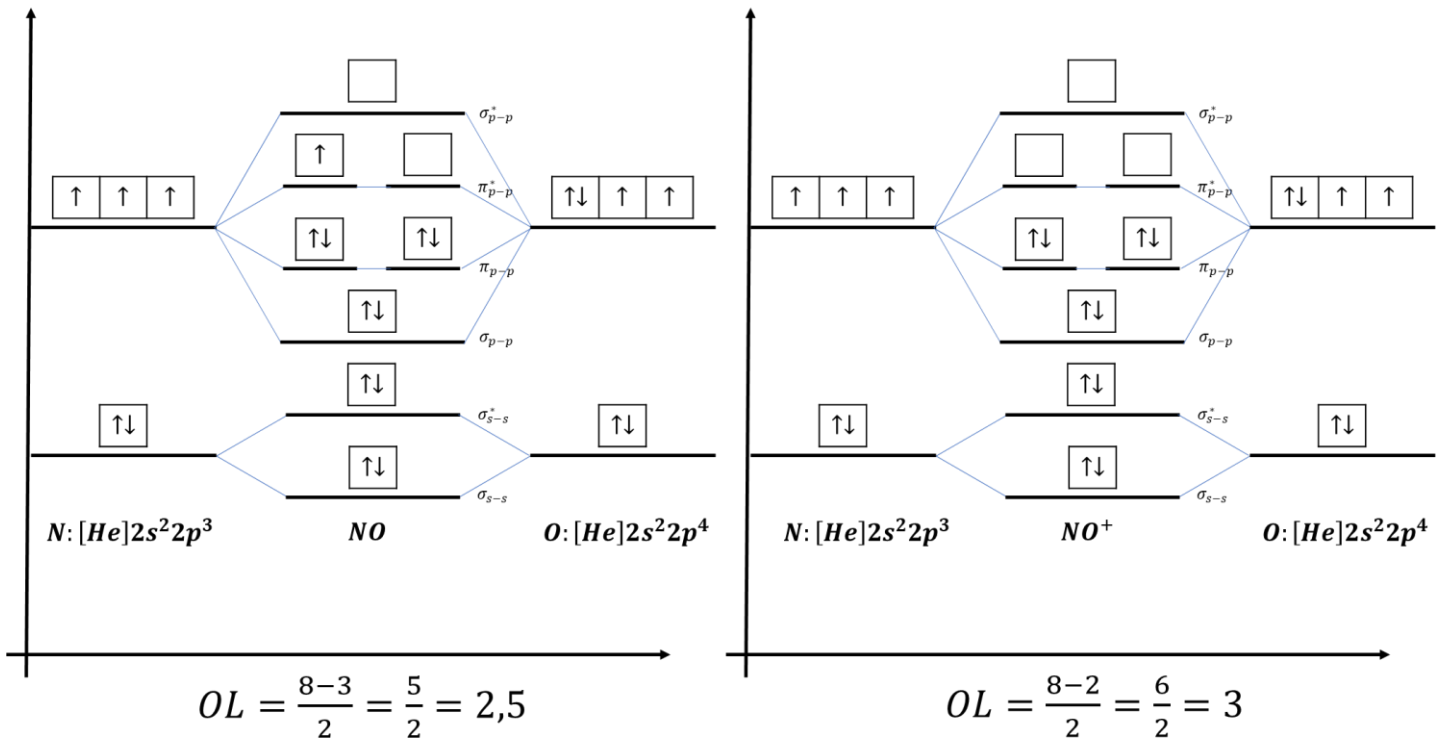 σ*p−p σ*p−p
↑ 
↑ ↑ ↑ π*p−p ↑↓ ↑ ↑ ↑ ↑ ↑ π*p−p ↑↓ ↑ ↑
↑↓ ↑↓ ↑↓ ↑↓
πp−p πp−p
↑↓ ↑↓
σp−p σp−p
↑↓ ↑↓
↑↓ σ*s−s ↑↓ ↑↓ σ*s−s ↑↓
↑↓ ↑↓
σs−s σs−s
N: [He]2s²2p³ NO O: [He]2s²2p⁴ N: [He]2s²2p³ NO⁺ O: [He]2s²2p⁴
OL = 8−3/2 = 5/2 = 2,5 OL = 8−2/2 = 6/2 = 3